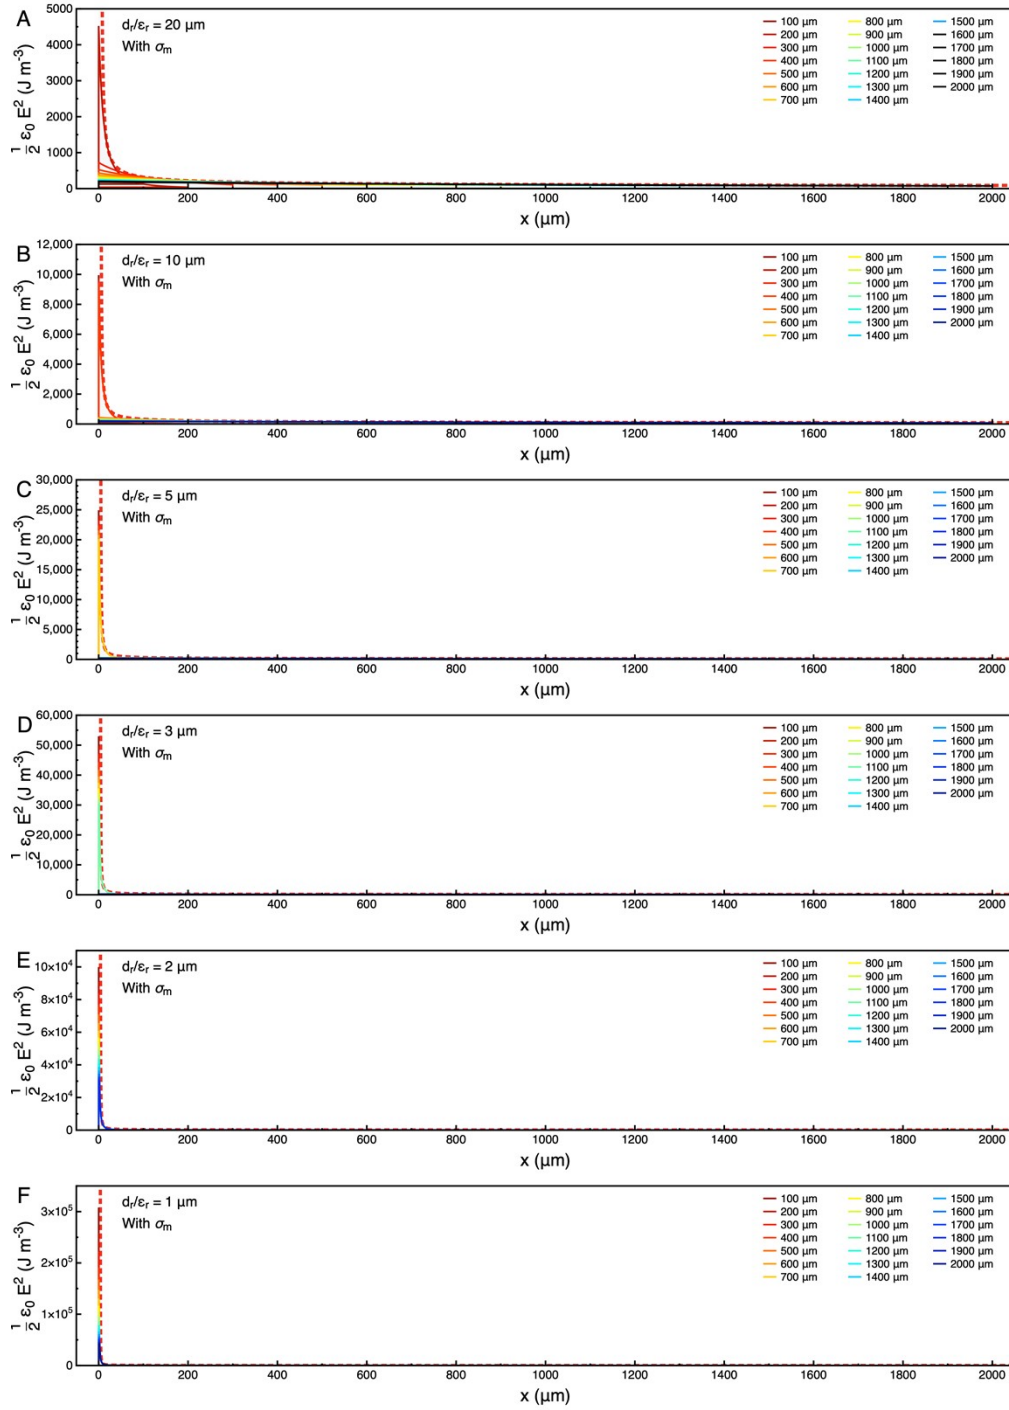 A
dᵣ/εᵣ = 20 μm
With σₘ
½ ε₀ E² (J m⁻³)
5000
4000
3000
2000
1000
0
100 μm
200 μm
300 μm
400 μm
500 μm
600 μm
700 μm
800 μm
900 μm
1000 μm
1100 μm
1200 μm
1300 μm
1400 μm
1500 μm
1600 μm
1700 μm
1800 μm
1900 μm
2000 μm
0 200 400 600 800 1000 1200 1400 1600 1800 2000
x (μm)
B
dᵣ/εᵣ = 10 μm
With σₘ
½ ε₀ E² (J m⁻³)
12,000
10,000
8,000
6,000
4,000
2,000
0
100 μm
200 μm
300 μm
400 μm
500 μm
600 μm
700 μm
800 μm
900 μm
1000 μm
1100 μm
1200 μm
1300 μm
1400 μm
1500 μm
1600 μm
1700 μm
1800 μm
1900 μm
2000 μm
0 200 400 600 800 1000 1200 1400 1600 1800 2000
x (μm)
C
dᵣ/εᵣ = 5 μm
With σₘ
½ ε₀ E² (J m⁻³)
30,000
25,000
20,000
15,000
10,000
5,000
0
100 μm
200 μm
300 μm
400 μm
500 μm
600 μm
700 μm
800 μm
900 μm
1000 μm
1100 μm
1200 μm
1300 μm
1400 μm
1500 μm
1600 μm
1700 μm
1800 μm
1900 μm
2000 μm
0 200 400 600 800 1000 1200 1400 1600 1800 2000
x (μm)
D
dᵣ/εᵣ = 3 μm
With σₘ
½ ε₀ E² (J m⁻³)
60,000
50,000
40,000
30,000
20,000
10,000
0
100 μm
200 μm
300 μm
400 μm
500 μm
600 μm
700 μm
800 μm
900 μm
1000 μm
1100 μm
1200 μm
1300 μm
1400 μm
1500 μm
1600 μm
1700 μm
1800 μm
1900 μm
2000 μm
0 200 400 600 800 1000 1200 1400 1600 1800 2000
x (μm)
E
dᵣ/εᵣ = 2 μm
With σₘ
½ ε₀ E² (J m⁻³)
10×10⁴
8×10⁴
6×10⁴
4×10⁴
2×10⁴
0
100 μm
200 μm
300 μm
400 μm
500 μm
600 μm
700 μm
800 μm
900 μm
1000 μm
1100 μm
1200 μm
1300 μm
1400 μm
1500 μm
1600 μm
1700 μm
1800 μm
1900 μm
2000 μm
0 200 400 600 800 1000 1200 1400 1600 1800 2000
x (μm)
F
dᵣ/εᵣ = 1 μm
With σₘ
½ ε₀ E² (J m⁻³)
3×10⁵
2×10⁵
1×10⁵
0
100 μm
200 μm
300 μm
400 μm
500 μm
600 μm
700 μm
800 μm
900 μm
1000 μm
1100 μm
1200 μm
1300 μm
1400 μm
1500 μm
1600 μm
1700 μm
1800 μm
1900 μm
2000 μm
0 200 400 600 800 1000 1200 1400 1600 1800 2000
x (μm)